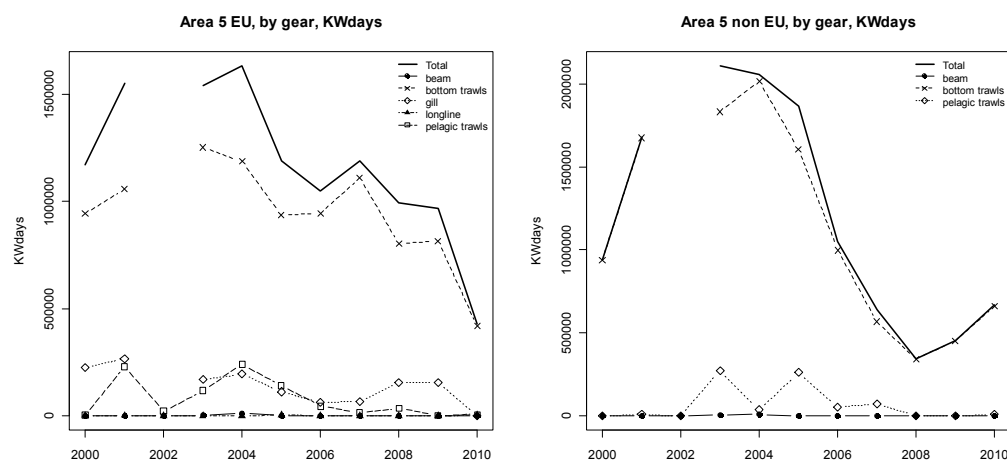 Area 5 EU, by gear, KWdays
KWdays
1500000
1000000
500000
0
2000 2002 2004 2006 2008 2010
Total
beam
bottom trawls
gill
longline
pelagic trawls
Area 5 non EU, by gear, KWdays
KWdays
2000000
1500000
1000000
500000
0
2000 2002 2004 2006 2008 2010
Total
beam
bottom trawls
pelagic trawls